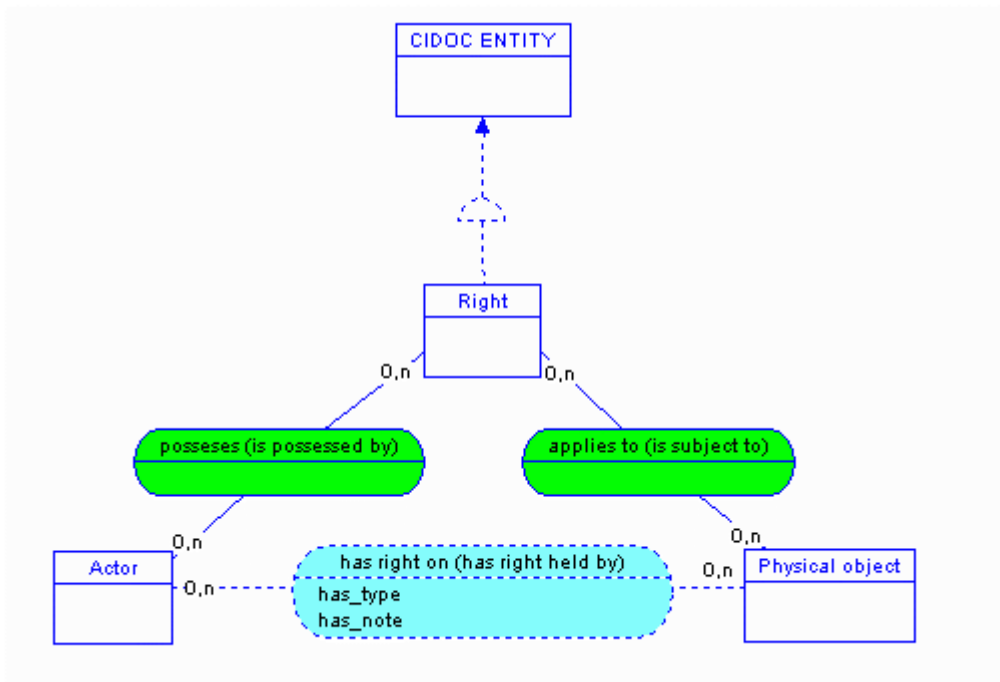 CIDOC ENTITY
Right
0,n
0,n
posseses (is possessed by)
applies to (is subject to)
0,n
0,n
Actor
has right on (has right held by)
Physical object
0,n
0,n
has_type
has_note